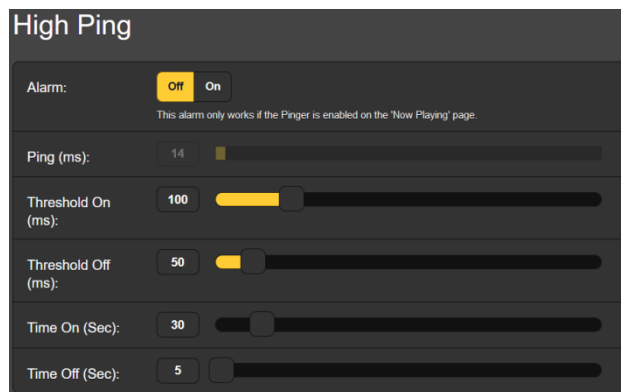 High Ping
Alarm:
Off On
This alarm only works if the Pinger is enabled on the 'Now Playing' page.
Ping (ms):
14
Threshold On
(ms):
100
Threshold Off
(ms):
50
Time On (Sec):
30
Time Off (Sec):
5